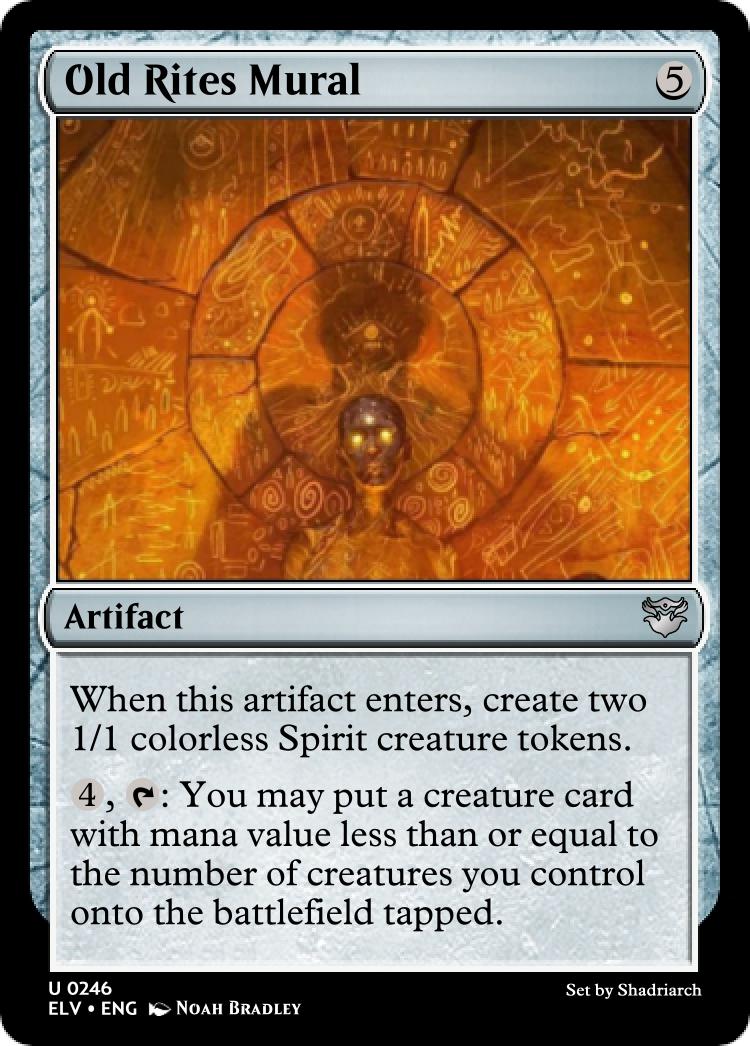 Old Rites Mural 5
Artifact
When this artifact enters, create two
1/1 colorless Spirit creature tokens.
4, : You may put a creature card
with mana value less than or equal to
the number of creatures you control
onto the battlefield tapped.
U 0246
ELV • ENG NOAH BRADLEY
Set by Shadriarch